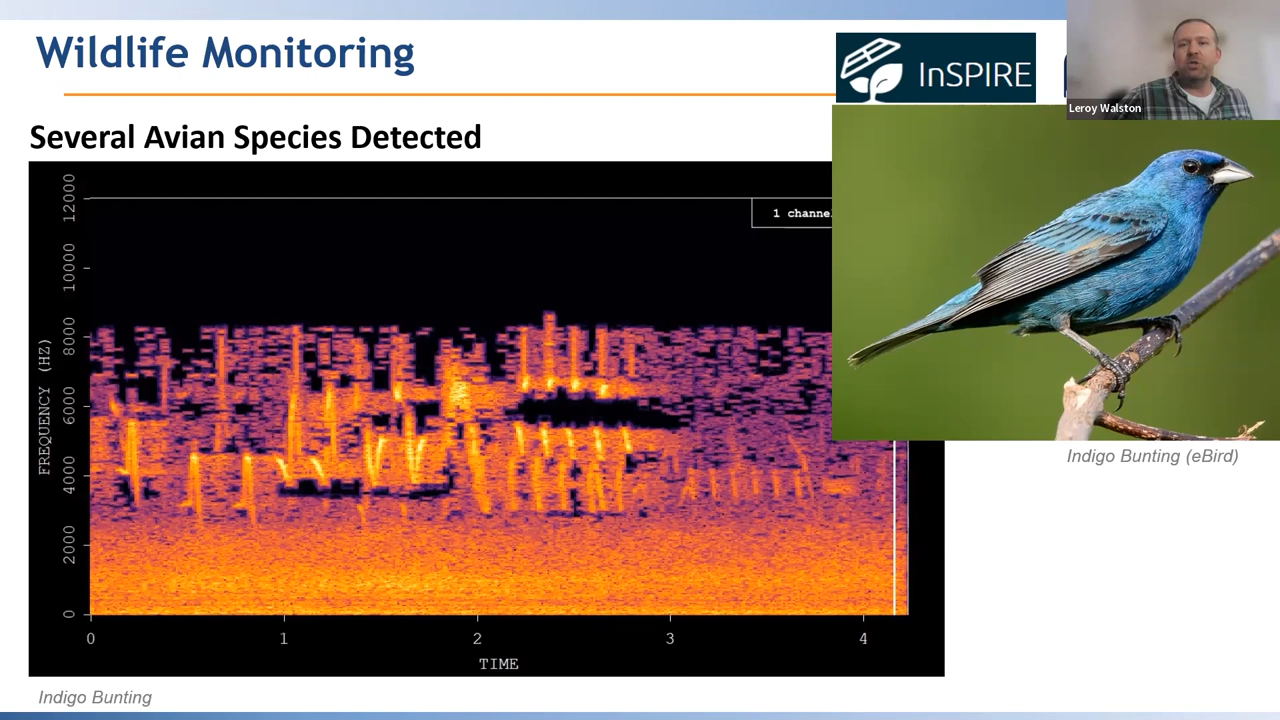 Wildlife Monitoring
InSPIRE
Leroy Walston
Several Avian Species Detected
12000
10000
8000
6000
4000
2000
0
FREQUENCY (HZ)
1 channe
0 1 2 3 4
TIME
Indigo Bunting (eBird)
Indigo Bunting